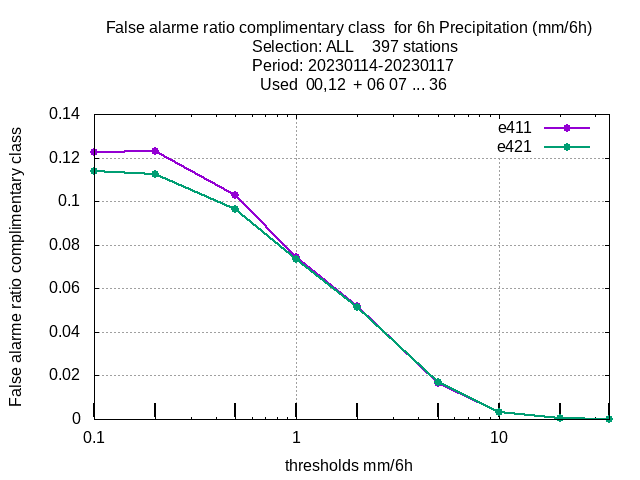 False alarme ratio complimentary class  for 6h Precipitation (mm/6h)
Selection: ALL    397 stations
Period: 20230114-20230117
Used  00,12  + 06 07 ... 36
e411
e421
False alarme ratio complimentary class
0.14
0.12
0.1
0.08
0.06
0.04
0.02
0
0.1
1
10
thresholds mm/6h